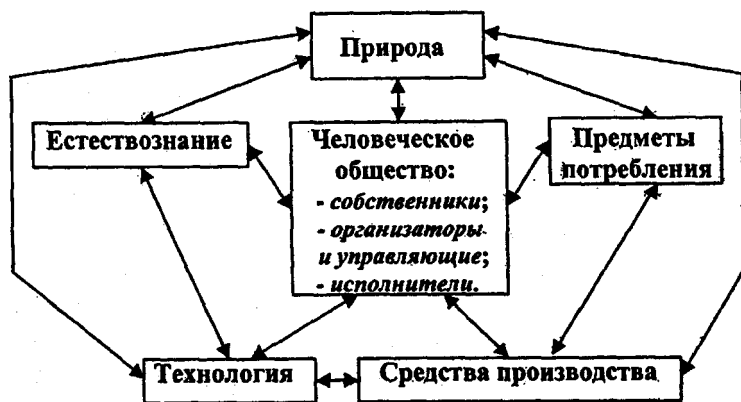 Природа
Естествознание
Человеческое
общество:
- собственники;
- организаторы
и управляющие;
- исполнители.
Предметы
потребления
Технология
Средства производства